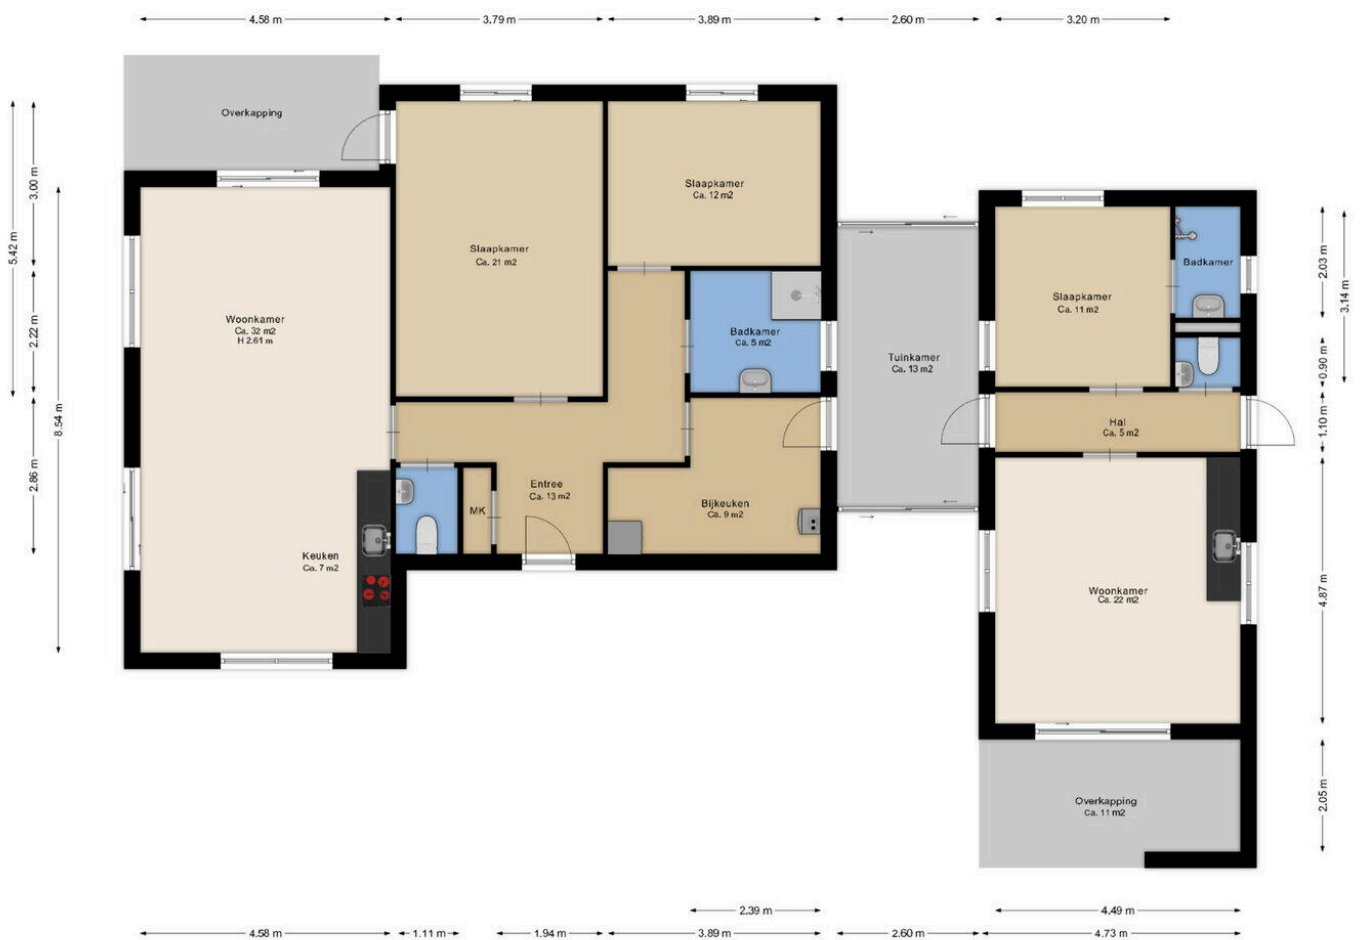 4.58 m
3.79 m
3.89 m
2.60 m
3.20 m
Overkapping
5.42 m
3.00 m
2.22 m
8.54 m
2.86 m
Slaapkamer
Ca. 12 m2
Slaapkamer
Ca. 21 m2
Woonkamer
Ca. 32 m2
H 2.61 m
Badkamer
Ca. 5 m2
Tuinkamer
Ca. 13 m2
Slaapkamer
Ca. 11 m2
Badkamer
2.03 m
3.14 m
0.90 m
1.10 m
Hal
Ca. 5 m2
Entree
Ca. 13 m2
MK
Bijkeuken
Ca. 9 m2
Keuken
Ca. 7 m2
Woonkamer
Ca. 22 m2
4.87 m
Overkapping
Ca. 11 m2
2.05 m
2.39 m
4.49 m
4.58 m
1.11 m
1.94 m
3.89 m
2.60 m
4.73 m